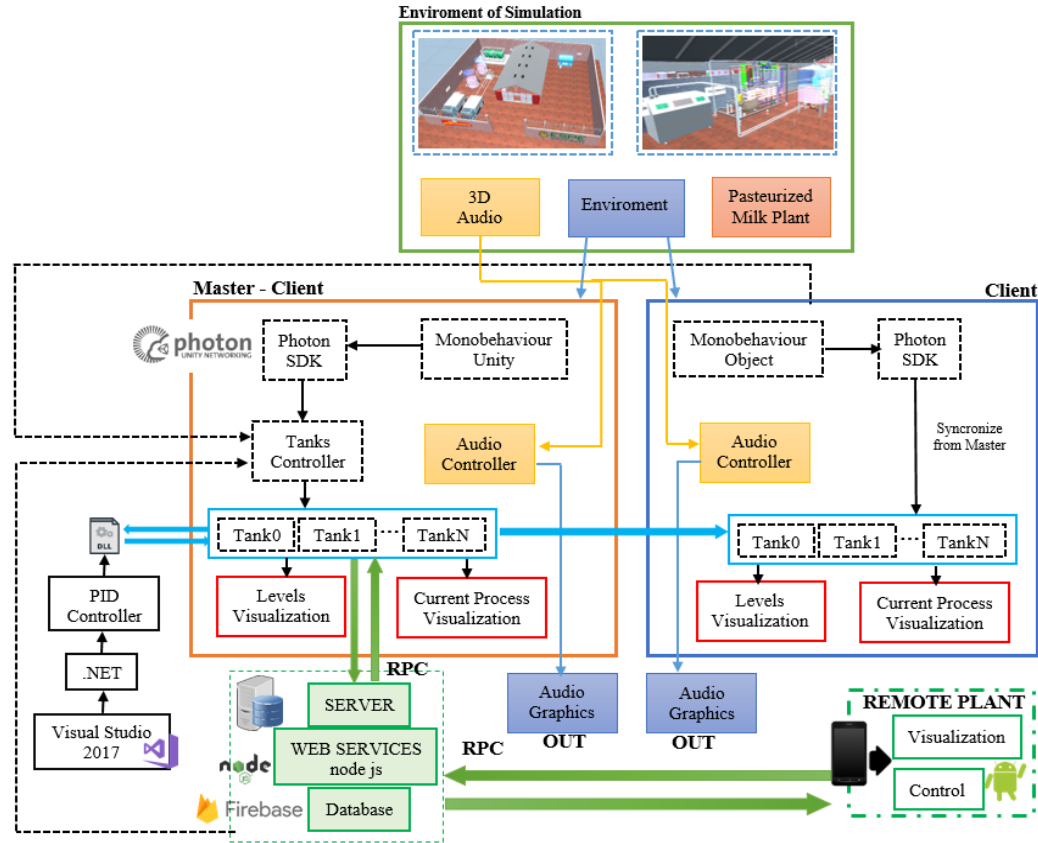 Enviroment of Simulation
3D
Audio
Enviroment
Pasteurized
Milk Plant
Master - Client
Client
photon
UNITY NETWORKING
Photon
SDK
Monobehaviour
Unity
Monobehaviour
Object
Photon
SDK
Tanks
Controller
Audio
Controller
Audio
Controller
Syncronize
from Master
DLL
Tank0
Tank1
...
TankN
Tank0
Tank1
...
TankN
PID
Controller
Levels
Visualization
Current Process
Visualization
Levels
Visualization
Current Process
Visualization
.NET
RPC
Visual Studio
2017
SERVER
Audio
Graphics
OUT
Audio
Graphics
OUT
REMOTE PLANT
Visualization
Control
node
JS
WEB SERVICES
node js
RPC
Firebase
Database